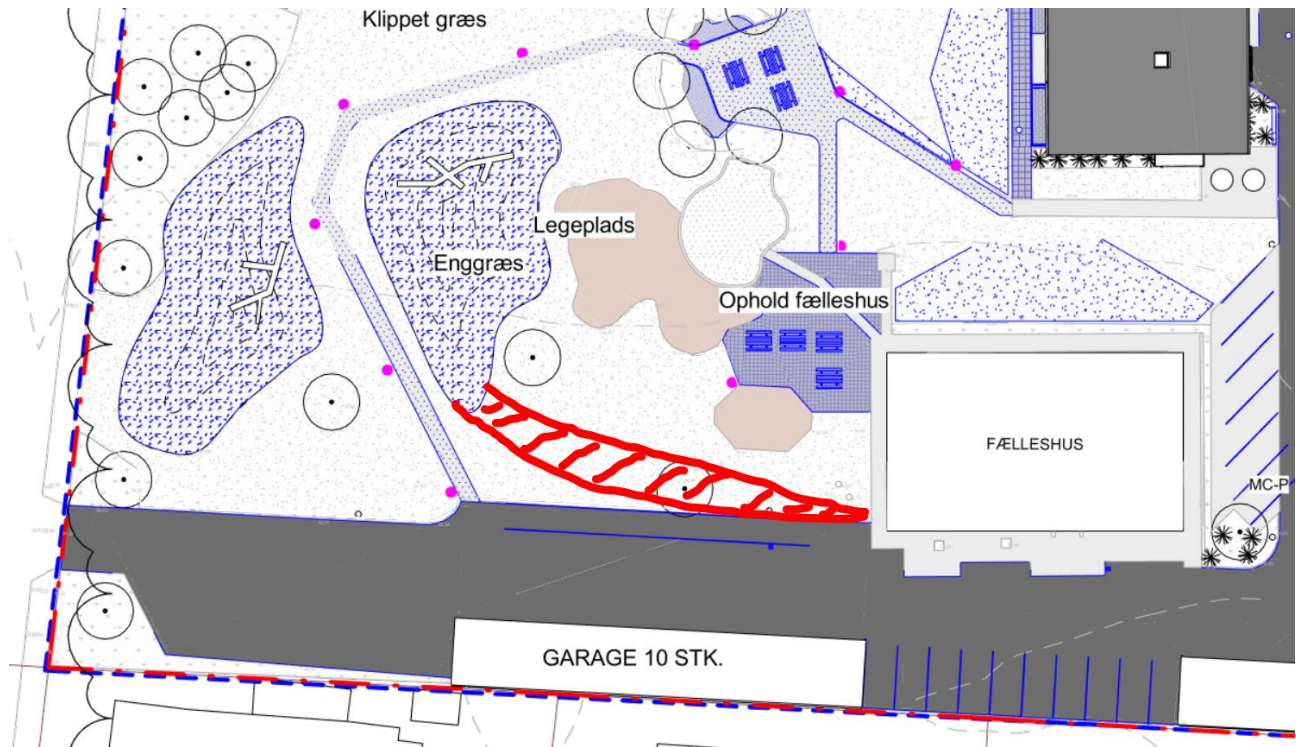 Klippet græs
Legeplads
Enggræs
Ophold fælleshus
FÆLLESHUS
MC-P
GARAGE 10 STK.